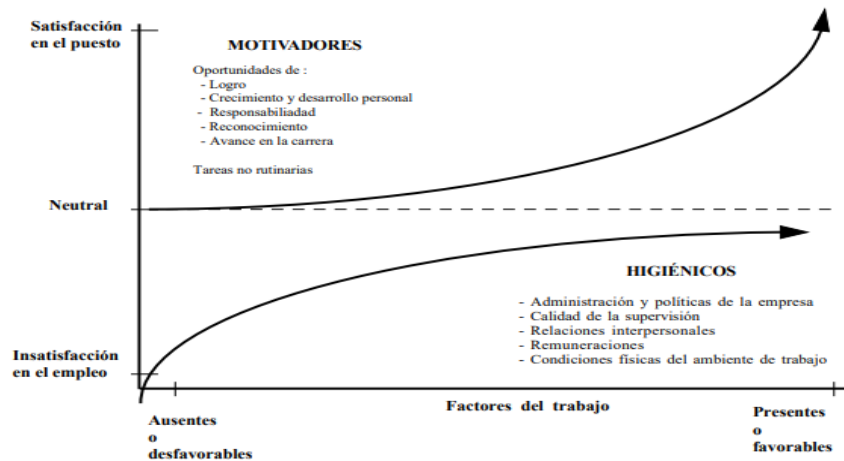 Satisfacción
en el puesto
MOTIVADORES
Oportunidades de :
- Logro
- Crecimiento y desarrollo personal
- Responsabiliadad
- Reconocimiento
- Avance en la carrera
Tareas no rutinarias
Neutral
HIGIÉNICOS
- Administración y políticas de la empresa
- Calidad de la supervisión
- Relaciones interpersonales
- Remuneraciones
- Condiciones físicas del ambiente de trabajo
Insatisfacción
en el empleo
Ausentes
o
desfavorables
Factores del trabajo
Presentes
o
favorables